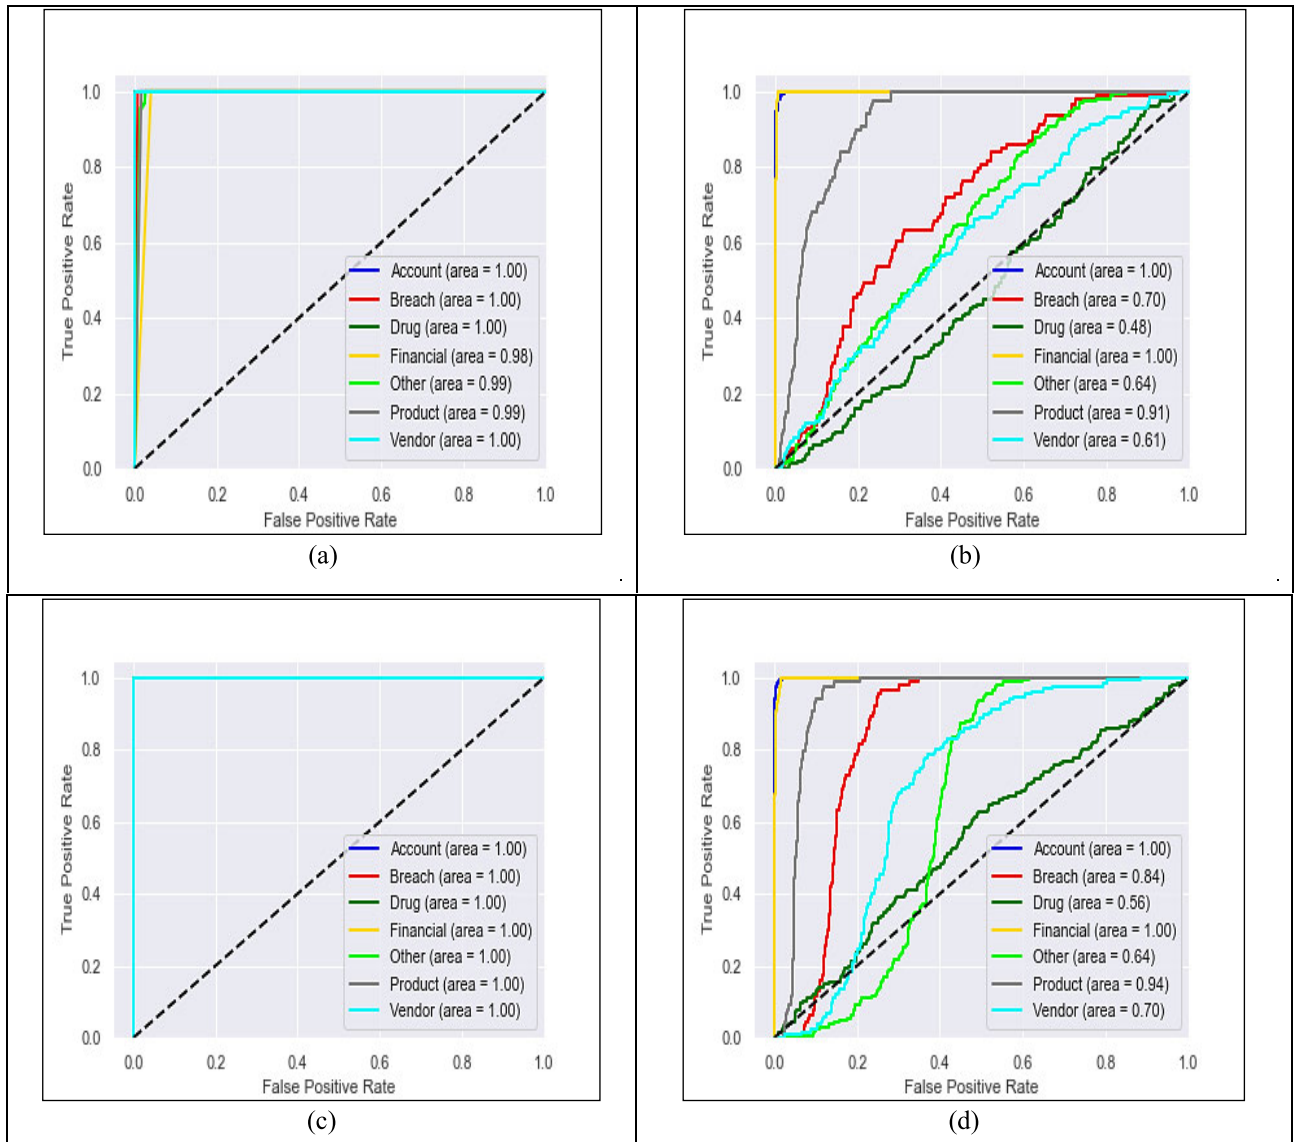 1.0
0.8
0.6
0.4
0.2
0.0
True Positive Rate
Account (area = 1.00)
Breach (area = 1.00)
Drug (area = 1.00)
Financial (area = 0.98)
Other (area = 0.99)
Product (area = 0.99)
Vendor (area = 1.00)
0.0 0.2 0.4 0.6 0.8 1.0
False Positive Rate
(a)
.
1.0
0.8
0.6
0.4
0.2
0.0
True Positive Rate
Account (area = 1.00)
Breach (area = 0.70)
Drug (area = 0.48)
Financial (area = 1.00)
Other (area = 0.64)
Product (area = 0.91)
Vendor (area = 0.61)
0.0 0.2 0.4 0.6 0.8 1.0
False Positive Rate
(b)
.
1.0
0.8
0.6
0.4
0.2
0.0
True Positive Rate
Account (area = 1.00)
Breach (area = 1.00)
Drug (area = 1.00)
Financial (area = 1.00)
Other (area = 1.00)
Product (area = 1.00)
Vendor (area = 1.00)
0.0 0.2 0.4 0.6 0.8 1.0
False Positive Rate
(c)
1.0
0.8
0.6
0.4
0.2
0.0
True Positive Rate
Account (area = 1.00)
Breach (area = 0.84)
Drug (area = 0.56)
Financial (area = 1.00)
Other (area = 0.64)
Product (area = 0.94)
Vendor (area = 0.70)
0.0 0.2 0.4 0.6 0.8 1.0
False Positive Rate
(d)